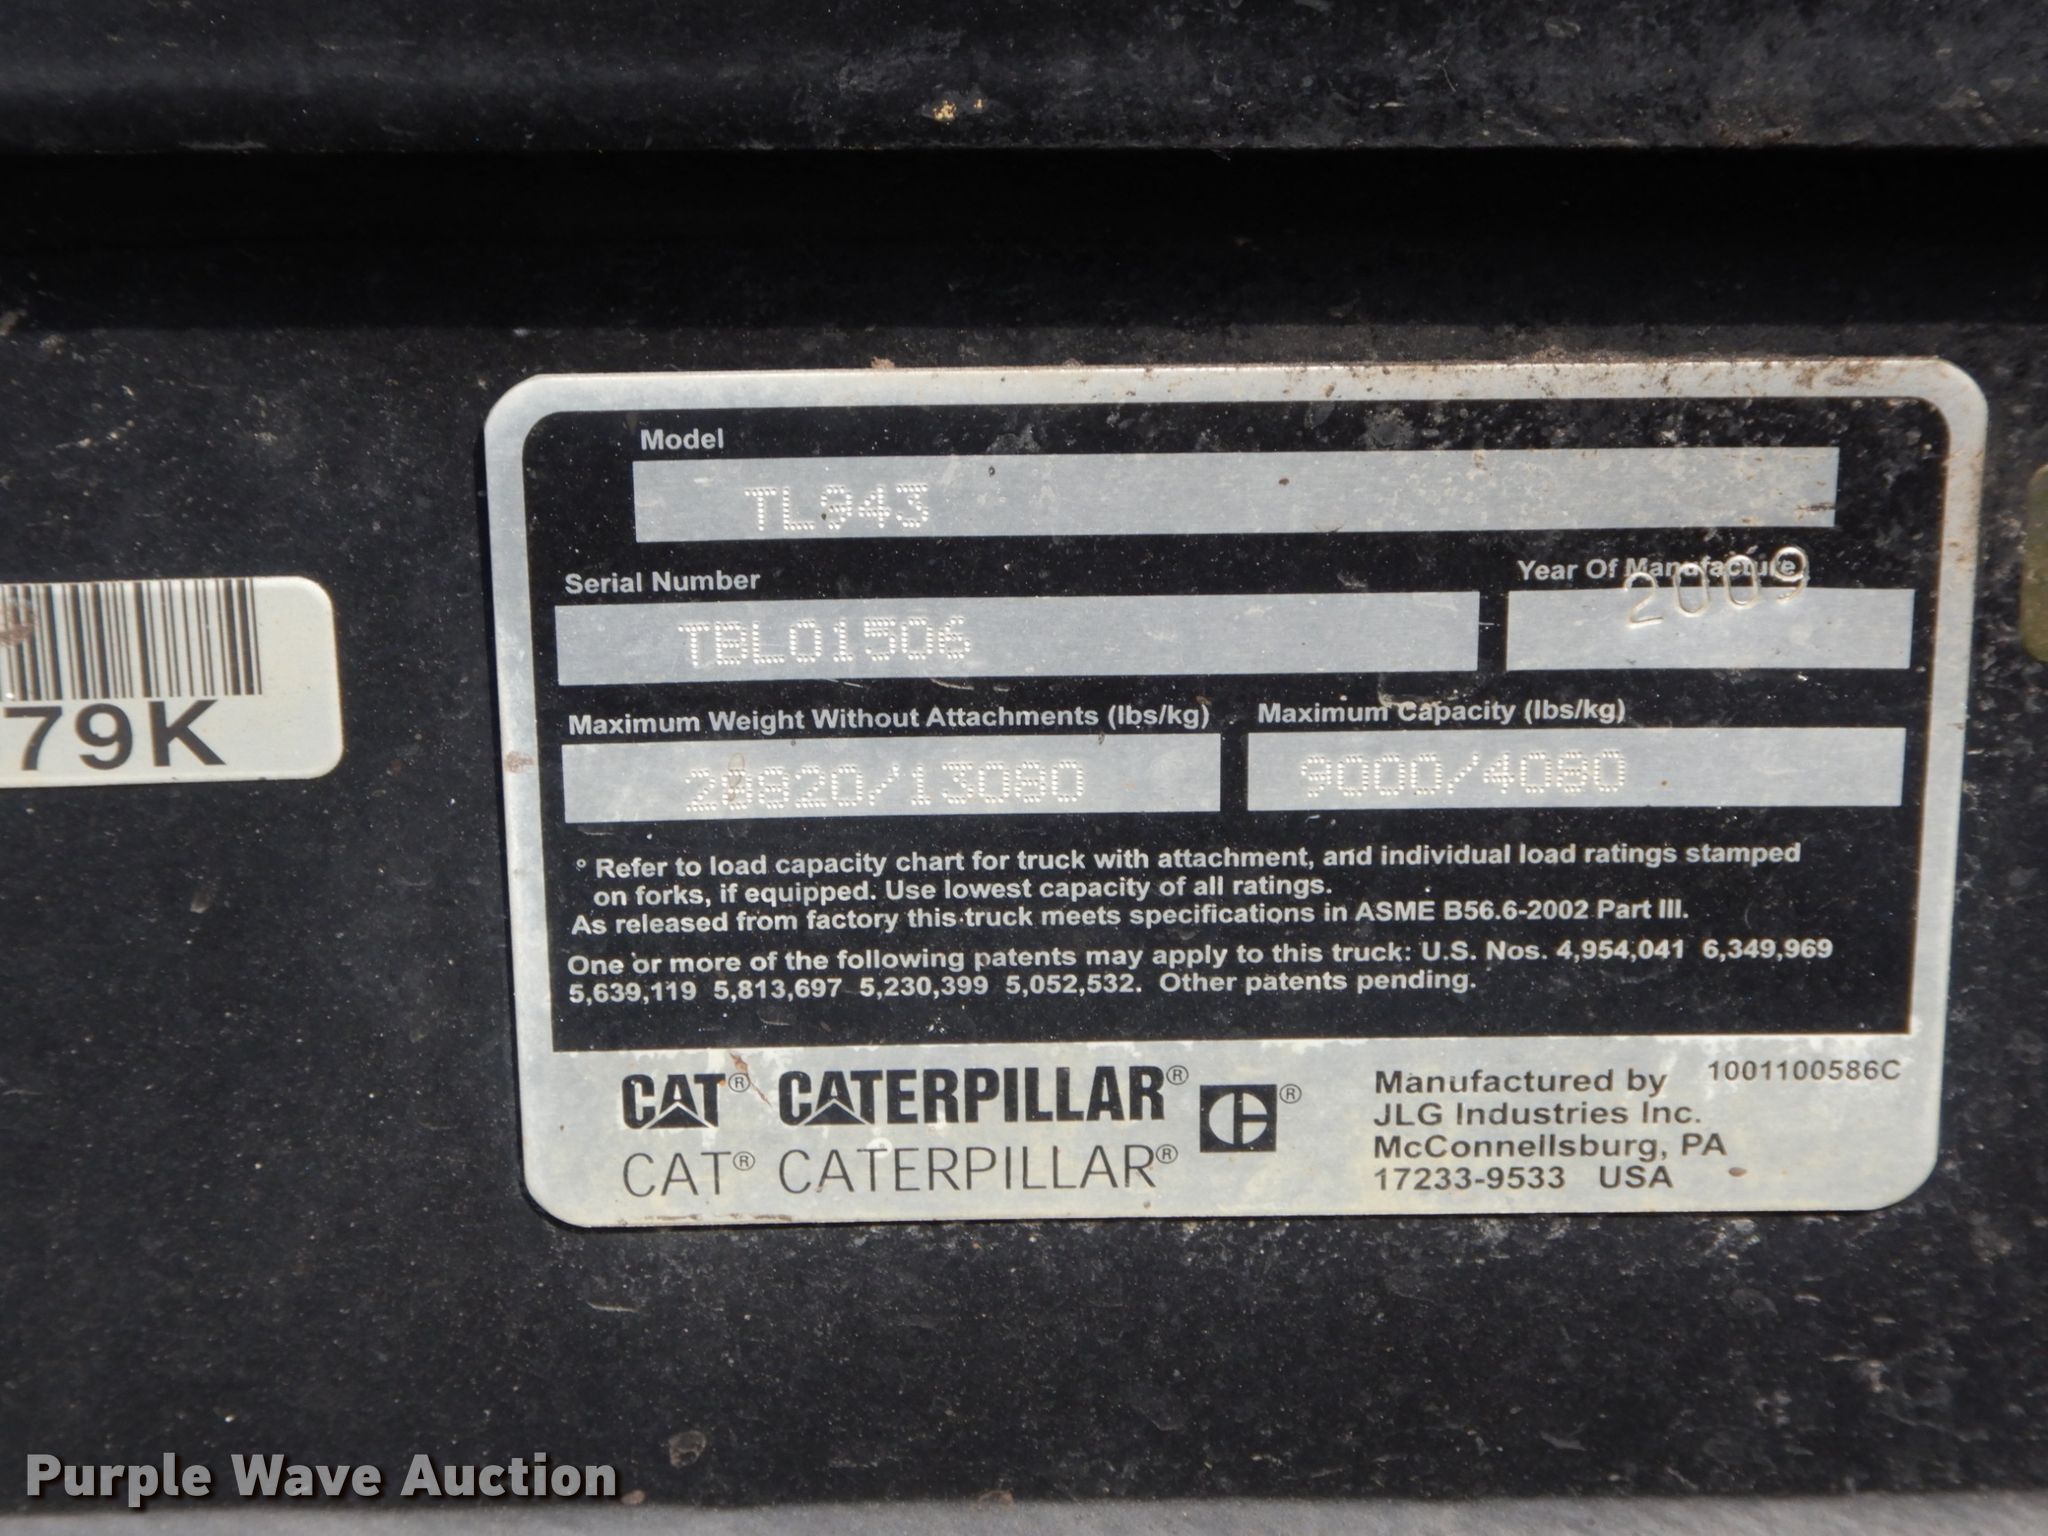 Model
TL943
Serial Number
TBL01506
Year Of Manufacture
2009
Maximum Weight Without Attachments (lbs/kg)
28820/13080
Maximum Capacity (lbs/kg)
9000/4080
° Refer to load capacity chart for truck with attachment, and individual load ratings stamped
on forks, if equipped. Use lowest capacity of all ratings.
As released from factory this truck meets specifications in ASME B56.6-2002 Part III.
One or more of the following patents may apply to this truck: U.S. Nos. 4,954,041 6,349,969
5,639,119 5,813,697 5,230,399 5,052,532. Other patents pending.
CAT® CATERPILLAR® ®
CAT® CATERPILLAR®
Manufactured by
JLG Industries Inc.
McConnellsburg, PA
17233-9533 USA
1001100586C
79K
Purple Wave Auction